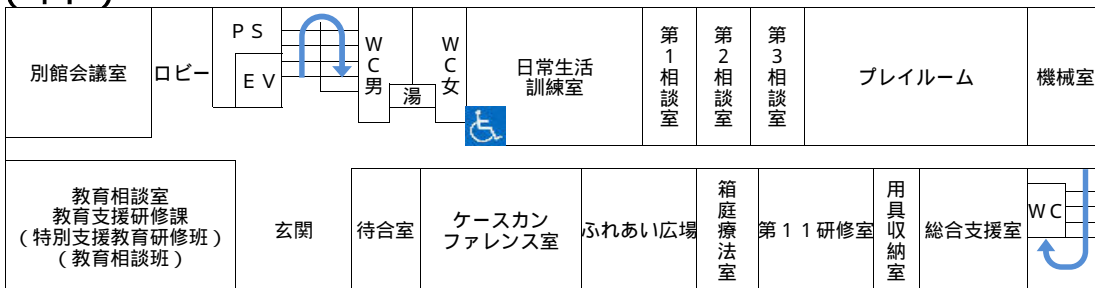 別館会議室
ロビー
ＰＳ
ＥＶ
ＷＣ男
湯
ＷＣ女
日常生活
訓練室
第１相談室
第２相談室
第３相談室
プレイルーム
機械室
教育相談室
教育支援研修課
（特別支援教育研修班）
（教育相談班）
玄関
待合室
ケースカン
ファレンス室
ふれあい広場
箱庭療法室
第１１研修室
用具収納室
総合支援室
ＷＣ